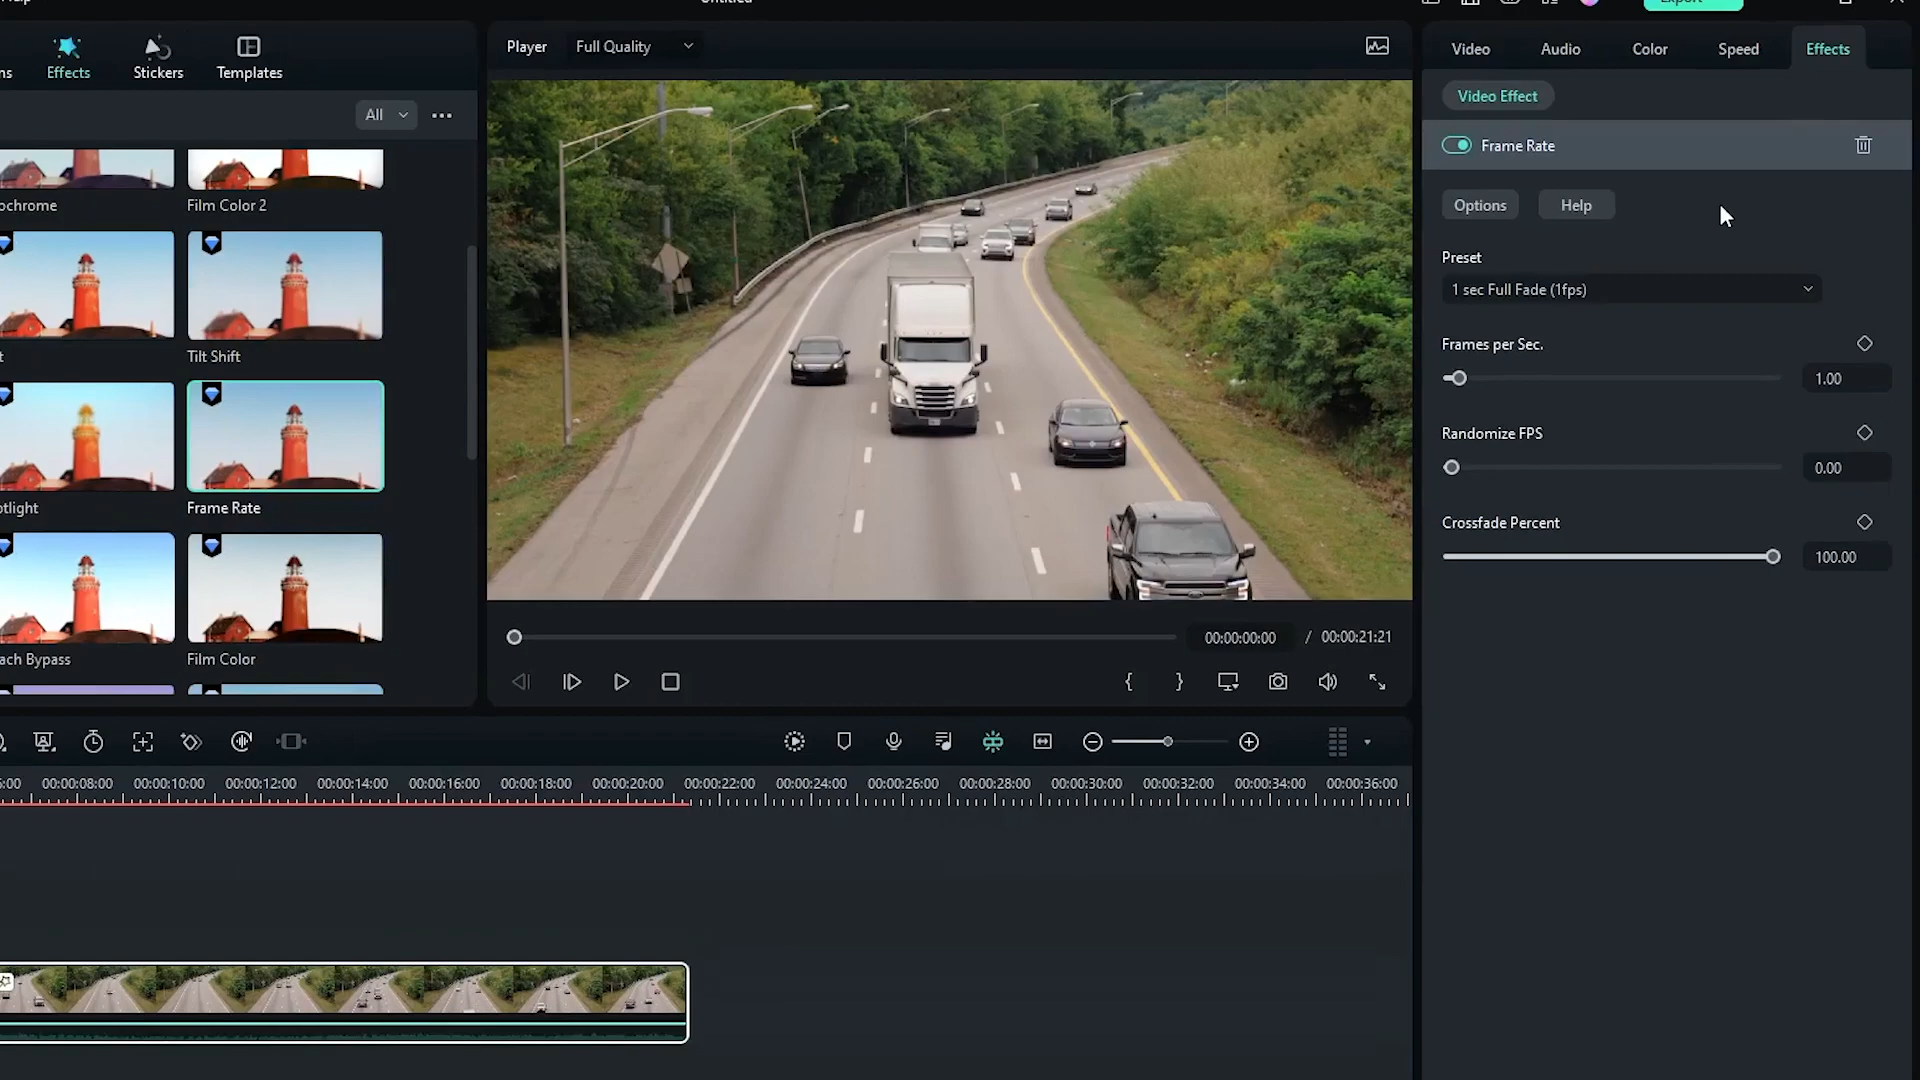 Player
Full Quality
Effects
Stickers
Templates
All
Film Color 2
Tilt Shift
Frame Rate
Film Color
00:00:00:00 / 00:00:21:21
00:00:08:00
00:00:10:00
00:00:12:00
00:00:14:00
00:00:16:00
00:00:18:00
00:00:20:00
00:00:22:00
00:00:24:00
00:00:26:00
00:00:28:00
00:00:30:00
00:00:32:00
00:00:34:00
00:00:36:00
Video
Audio
Color
Speed
Effects
Video Effect
Frame Rate
Options
Help
Preset
1 sec Full Fade (1fps)
Frames per Sec.
1.00
Randomize FPS
0.00
Crossfade Percent
100.00